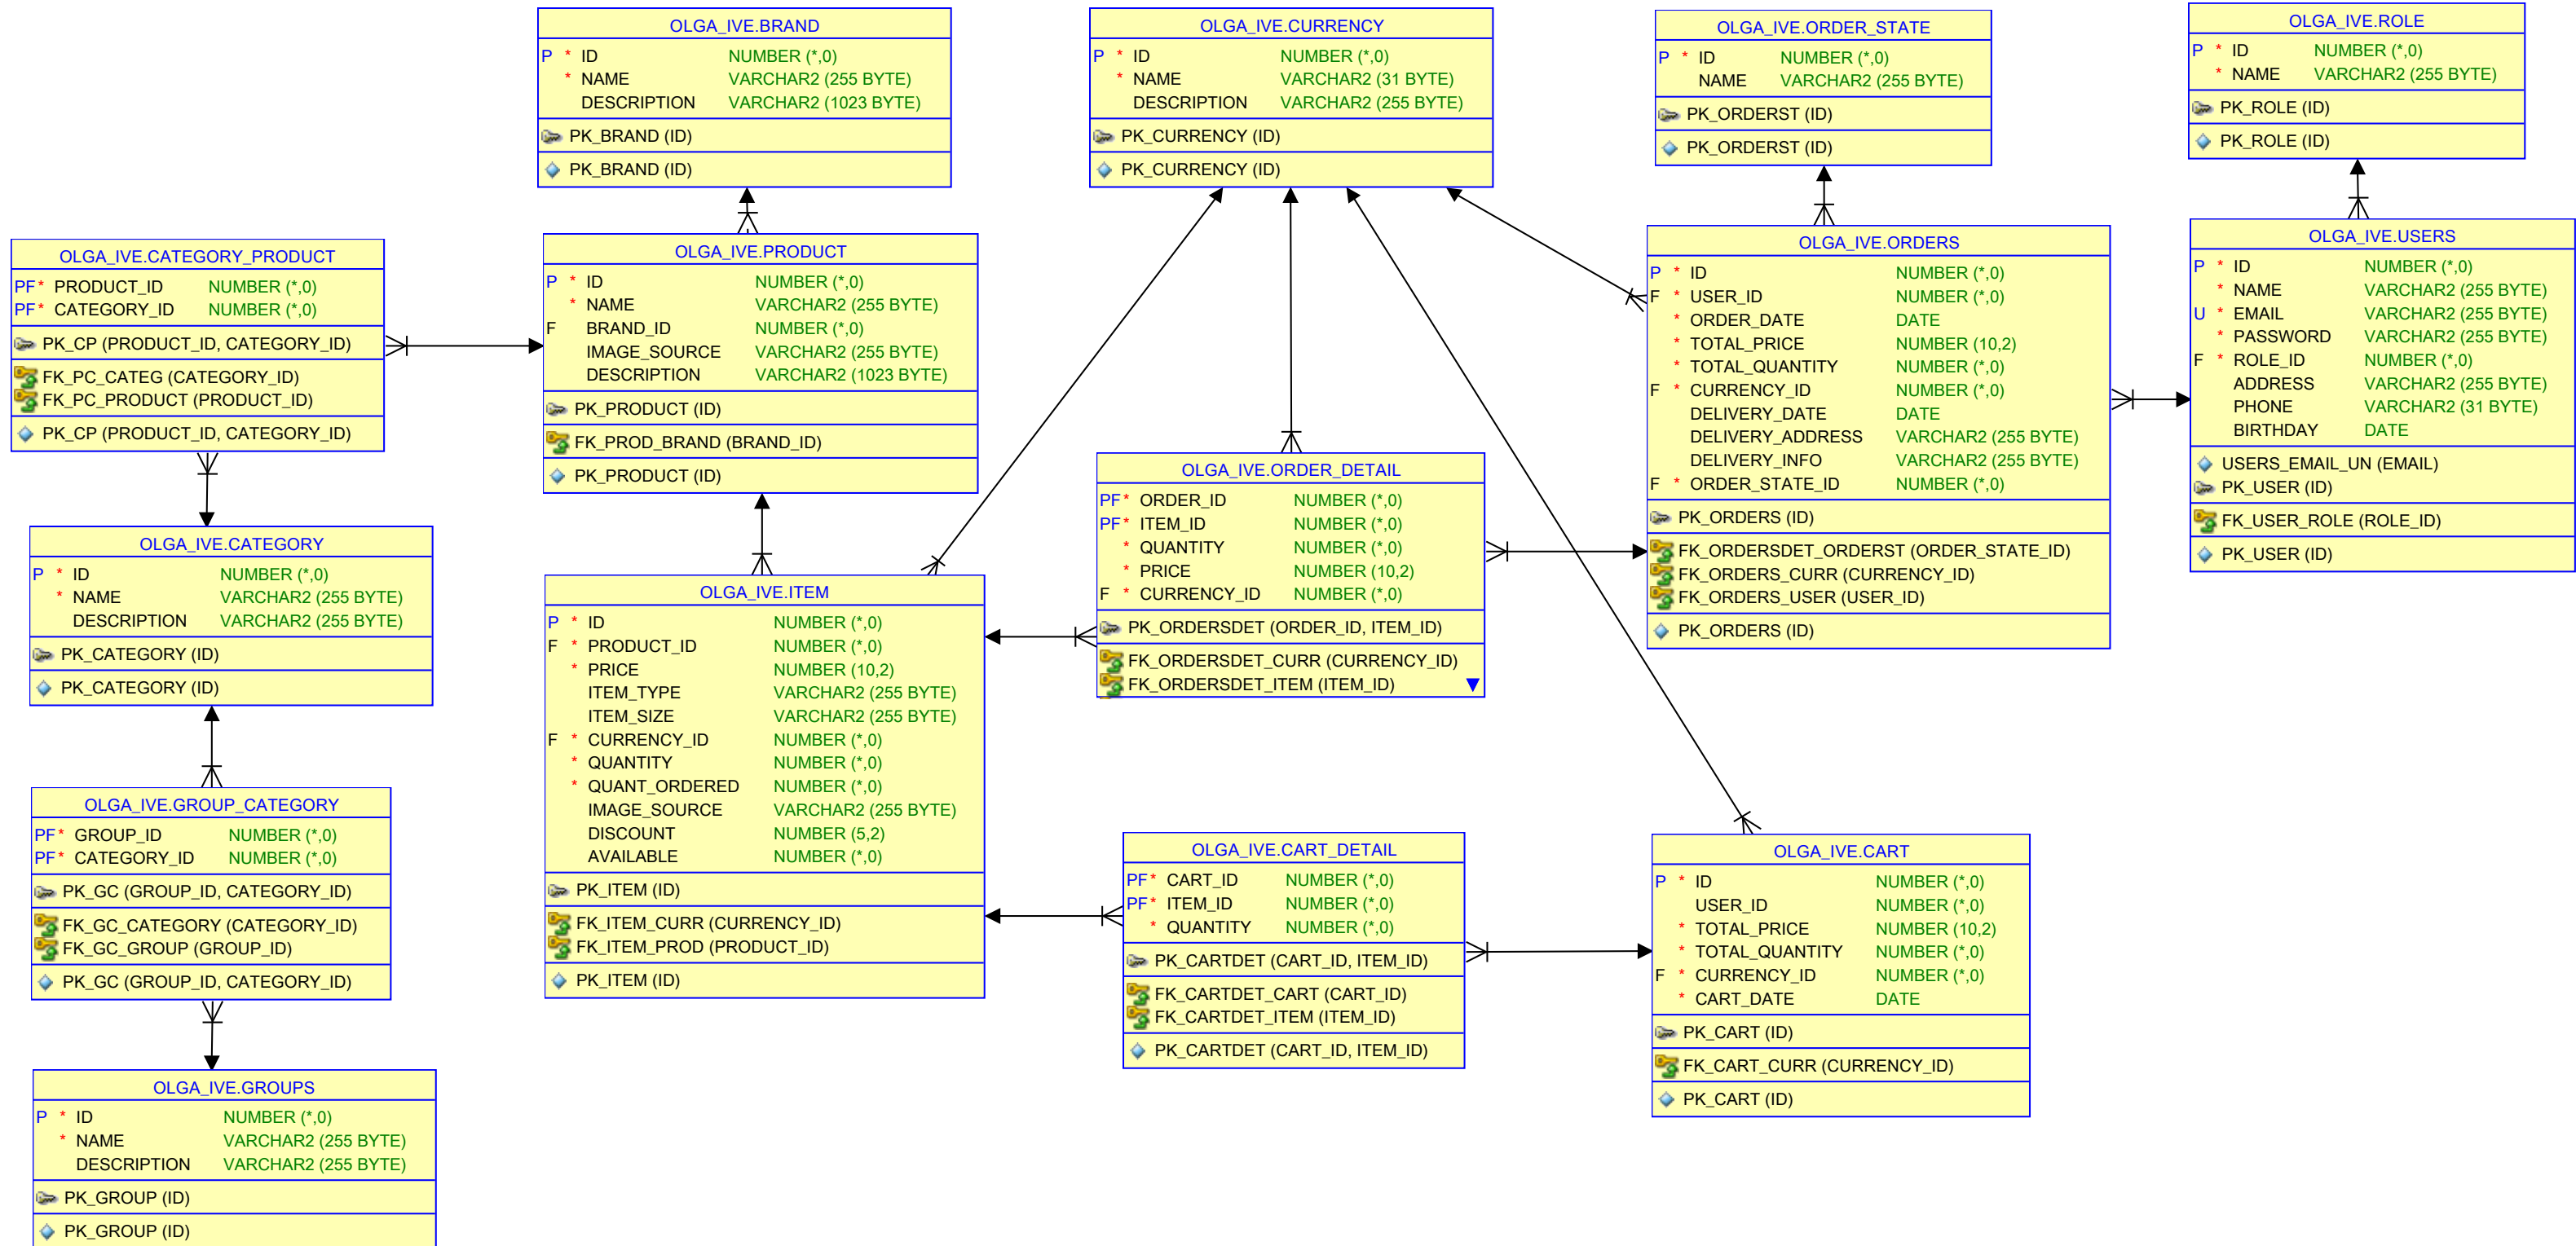 OLGA_IVE.BRAND
P * ID NUMBER (*,0)
* NAME VARCHAR2 (255 BYTE)
DESCRIPTION VARCHAR2 (1023 BYTE)
PK_BRAND (ID)
PK_BRAND (ID)
OLGA_IVE.CURRENCY
P * ID NUMBER (*,0)
* NAME VARCHAR2 (31 BYTE)
DESCRIPTION VARCHAR2 (255 BYTE)
PK_CURRENCY (ID)
PK_CURRENCY (ID)
OLGA_IVE.ORDER_STATE
P * ID NUMBER (*,0)
NAME VARCHAR2 (255 BYTE)
PK_ORDERST (ID)
PK_ORDERST (ID)
OLGA_IVE.ROLE
P * ID NUMBER (*,0)
* NAME VARCHAR2 (255 BYTE)
PK_ROLE (ID)
PK_ROLE (ID)
OLGA_IVE.CATEGORY_PRODUCT
PF* PRODUCT_ID NUMBER (*,0)
PF* CATEGORY_ID NUMBER (*,0)
PK_CP (PRODUCT_ID, CATEGORY_ID)
FK_PC_CATEG (CATEGORY_ID)
FK_PC_PRODUCT (PRODUCT_ID)
PK_CP (PRODUCT_ID, CATEGORY_ID)
OLGA_IVE.PRODUCT
P * ID NUMBER (*,0)
* NAME VARCHAR2 (255 BYTE)
F BRAND_ID NUMBER (*,0)
IMAGE_SOURCE VARCHAR2 (255 BYTE)
DESCRIPTION VARCHAR2 (1023 BYTE)
PK_PRODUCT (ID)
FK_PROD_BRAND (BRAND_ID)
PK_PRODUCT (ID)
OLGA_IVE.ORDERS
P * ID NUMBER (*,0)
F * USER_ID NUMBER (*,0)
* ORDER_DATE DATE
* TOTAL_PRICE NUMBER (10,2)
* TOTAL_QUANTITY NUMBER (*,0)
F * CURRENCY_ID NUMBER (*,0)
DELIVERY_DATE DATE
DELIVERY_ADDRESS VARCHAR2 (255 BYTE)
DELIVERY_INFO VARCHAR2 (255 BYTE)
F * ORDER_STATE_ID NUMBER (*,0)
PK_ORDERS (ID)
FK_ORDERSDET_ORDERST (ORDER_STATE_ID)
FK_ORDERS_CURR (CURRENCY_ID)
FK_ORDERS_USER (USER_ID)
PK_ORDERS (ID)
OLGA_IVE.USERS
P * ID NUMBER (*,0)
* NAME VARCHAR2 (255 BYTE)
U * EMAIL VARCHAR2 (255 BYTE)
* PASSWORD VARCHAR2 (255 BYTE)
F * ROLE_ID NUMBER (*,0)
ADDRESS VARCHAR2 (255 BYTE)
PHONE VARCHAR2 (31 BYTE)
BIRTHDAY DATE
USERS_EMAIL_UN (EMAIL)
PK_USER (ID)
FK_USER_ROLE (ROLE_ID)
PK_USER (ID)
OLGA_IVE.ORDER_DETAIL
PF* ORDER_ID NUMBER (*,0)
PF* ITEM_ID NUMBER (*,0)
* QUANTITY NUMBER (*,0)
* PRICE NUMBER (10,2)
F * CURRENCY_ID NUMBER (*,0)
PK_ORDERSDET (ORDER_ID, ITEM_ID)
FK_ORDERSDET_CURR (CURRENCY_ID)
FK_ORDERSDET_ITEM (ITEM_ID)
OLGA_IVE.CATEGORY
P * ID NUMBER (*,0)
* NAME VARCHAR2 (255 BYTE)
DESCRIPTION VARCHAR2 (255 BYTE)
PK_CATEGORY (ID)
PK_CATEGORY (ID)
OLGA_IVE.ITEM
P * ID NUMBER (*,0)
F * PRODUCT_ID NUMBER (*,0)
* PRICE NUMBER (10,2)
ITEM_TYPE VARCHAR2 (255 BYTE)
ITEM_SIZE VARCHAR2 (255 BYTE)
F * CURRENCY_ID NUMBER (*,0)
* QUANTITY NUMBER (*,0)
* QUANT_ORDERED NUMBER (*,0)
IMAGE_SOURCE VARCHAR2 (255 BYTE)
DISCOUNT NUMBER (5,2)
AVAILABLE NUMBER (*,0)
PK_ITEM (ID)
FK_ITEM_CURR (CURRENCY_ID)
FK_ITEM_PROD (PRODUCT_ID)
PK_ITEM (ID)
OLGA_IVE.GROUP_CATEGORY
PF* GROUP_ID NUMBER (*,0)
PF* CATEGORY_ID NUMBER (*,0)
PK_GC (GROUP_ID, CATEGORY_ID)
FK_GC_CATEGORY (CATEGORY_ID)
FK_GC_GROUP (GROUP_ID)
PK_GC (GROUP_ID, CATEGORY_ID)
OLGA_IVE.CART_DETAIL
PF* CART_ID NUMBER (*,0)
PF* ITEM_ID NUMBER (*,0)
* QUANTITY NUMBER (*,0)
PK_CARTDET (CART_ID, ITEM_ID)
FK_CARTDET_CART (CART_ID)
FK_CARTDET_ITEM (ITEM_ID)
PK_CARTDET (CART_ID, ITEM_ID)
OLGA_IVE.CART
P * ID NUMBER (*,0)
USER_ID NUMBER (*,0)
* TOTAL_PRICE NUMBER (10,2)
* TOTAL_QUANTITY NUMBER (*,0)
F * CURRENCY_ID NUMBER (*,0)
* CART_DATE DATE
PK_CART (ID)
FK_CART_CURR (CURRENCY_ID)
PK_CART (ID)
OLGA_IVE.GROUPS
P * ID NUMBER (*,0)
* NAME VARCHAR2 (255 BYTE)
DESCRIPTION VARCHAR2 (255 BYTE)
PK_GROUP (ID)
PK_GROUP (ID)